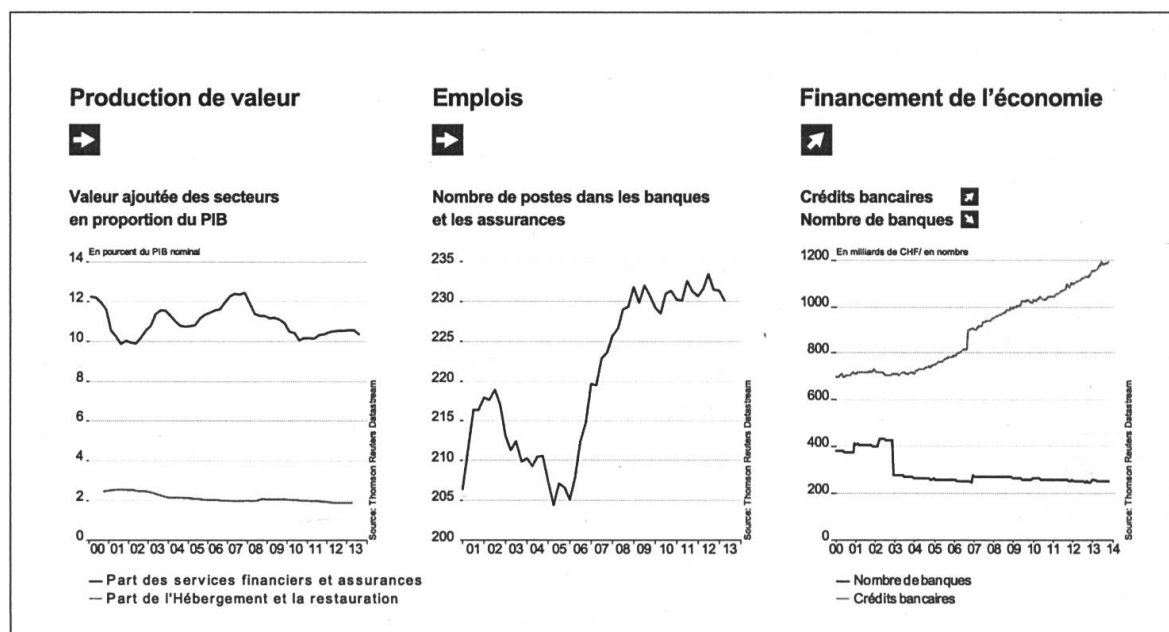 Production de valeur
Valeur ajoutée des secteurs
en proportion du PIB
En pourcent du PIB nominal
14
12
10
8
6
4
2
0
00 01 02 03 04 05 06 07 08 09 10 11 12 13
Source: Thomson Reuters Datastream
Part des services financiers et assurances
Part de l'Hébergement et la restauration
Emplois
Nombre de postes dans les banques
et les assurances
235
230
225
220
215
210
205
200
01 02 03 04 05 06 07 08 09 10 11 12 13
Source: Thomson Reuters Datastream
Financement de l'économie
Crédits bancaires
Nombre de banques
En milliards de CHF/ en nombre
1200
1000
800
600
400
200
0
00 01 02 03 04 05 06 07 08 09 10 11 12 13 14
Source: Thomson Reuters Datastream
Nombre de banques
Crédits bancaires